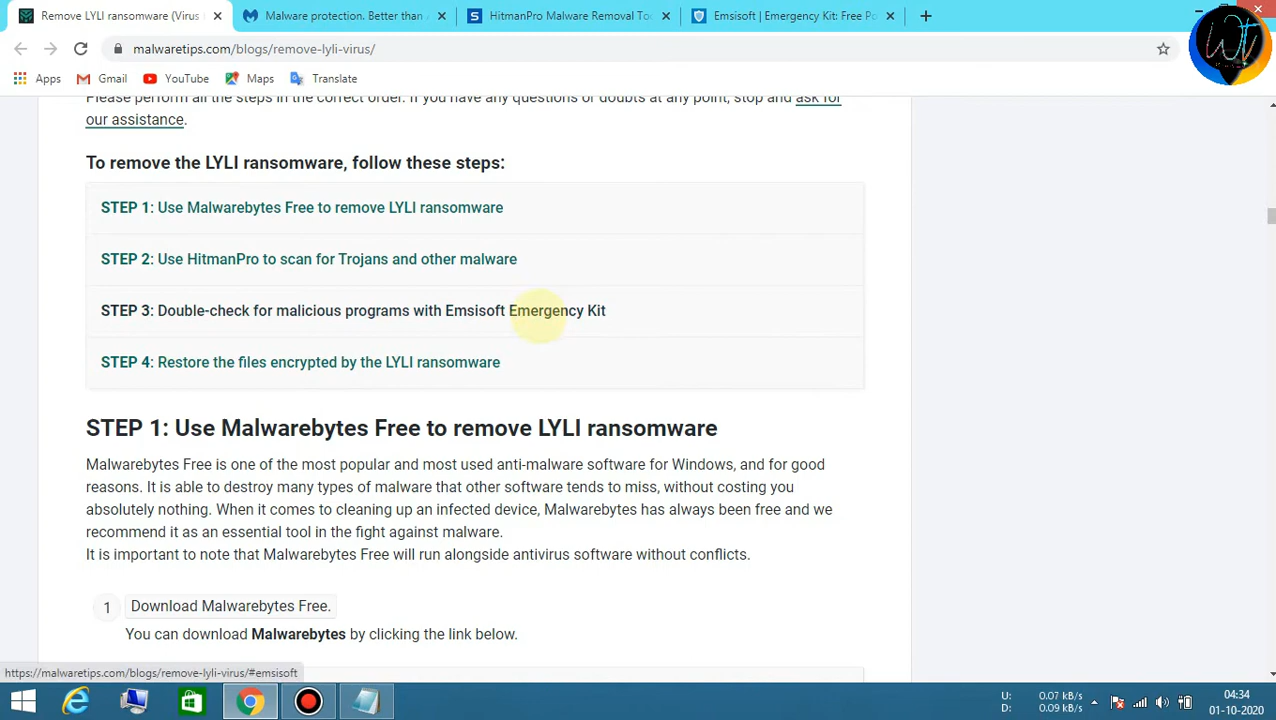 Remove LYLI ransomware (Virus
Malware protection. Better than
HitmanPro Malware Removal To
Emsisoft | Emergency Kit: Free Po
malwaretips.com/blogs/remove-lyli-virus/
Apps Gmail YouTube Maps Translate
Please perform all the steps in the correct order. If you have any questions or doubts at any point, stop and ask for
our assistance.
To remove the LYLI ransomware, follow these steps:
STEP 1: Use Malwarebytes Free to remove LYLI ransomware
STEP 2: Use HitmanPro to scan for Trojans and other malware
STEP 3: Double-check for malicious programs with Emsisoft Emergency Kit
STEP 4: Restore the files encrypted by the LYLI ransomware
STEP 1: Use Malwarebytes Free to remove LYLI ransomware
Malwarebytes Free is one of the most popular and most used anti-malware software for Windows, and for good
reasons. It is able to destroy many types of malware that other software tends to miss, without costing you
absolutely nothing. When it comes to cleaning up an infected device, Malwarebytes has always been free and we
recommend it as an essential tool in the fight against malware.
It is important to note that Malwarebytes Free will run alongside antivirus software without conflicts.
1 Download Malwarebytes Free.
You can download Malwarebytes by clicking the link below.
https://malwaretips.com/blogs/remove-lyli-virus/#emsisoft
U: 0.07 kB/s
D: 0.09 kB/s
04:34
01-10-2020